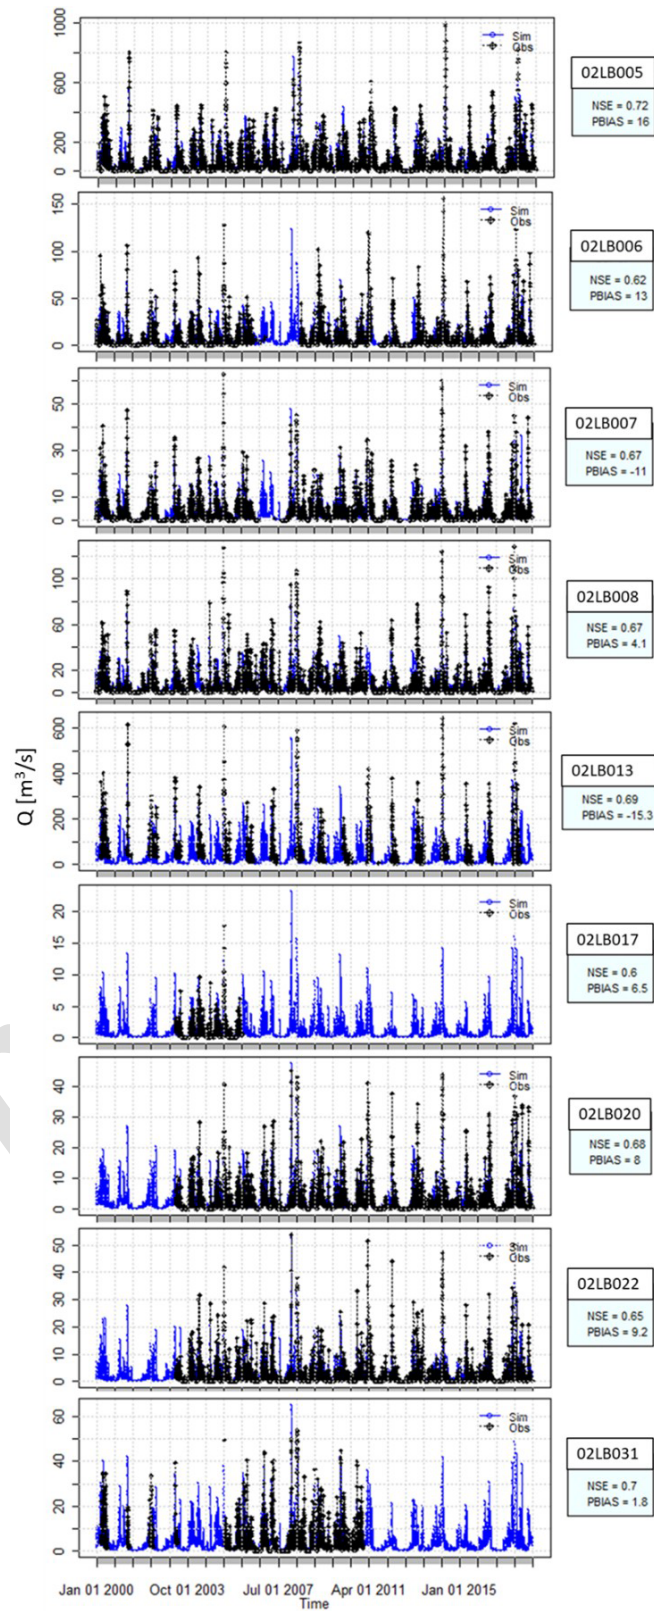 1000
600
200
0
Sim
Obs
02LB005
NSE = 0.72
PBIAS = 16
150
100
50
0
Sim
Obs
02LB006
NSE = 0.62
PBIAS = 13
50
30
10
0
Sim
Obs
02LB007
NSE = 0.67
PBIAS = -11
100
60
20
0
Sim
Obs
02LB008
NSE = 0.67
PBIAS = 4.1
Q [m³/s]
600
400
200
0
Sim
Obs
02LB013
NSE = 0.69
PBIAS = -15.3
20
15
10
5
0
Sim
Obs
02LB017
NSE = 0.6
PBIAS = 6.5
40
30
20
10
0
Sim
Obs
02LB020
NSE = 0.68
PBIAS = 8
50
40
30
20
10
0
Sim
Obs
02LB022
NSE = 0.65
PBIAS = 9.2
60
40
20
0
Sim
Obs
02LB031
NSE = 0.7
PBIAS = 1.8
Jan 01 2000 Oct 01 2003 Jul 01 2007 Apr 01 2011 Jan 01 2015
Time